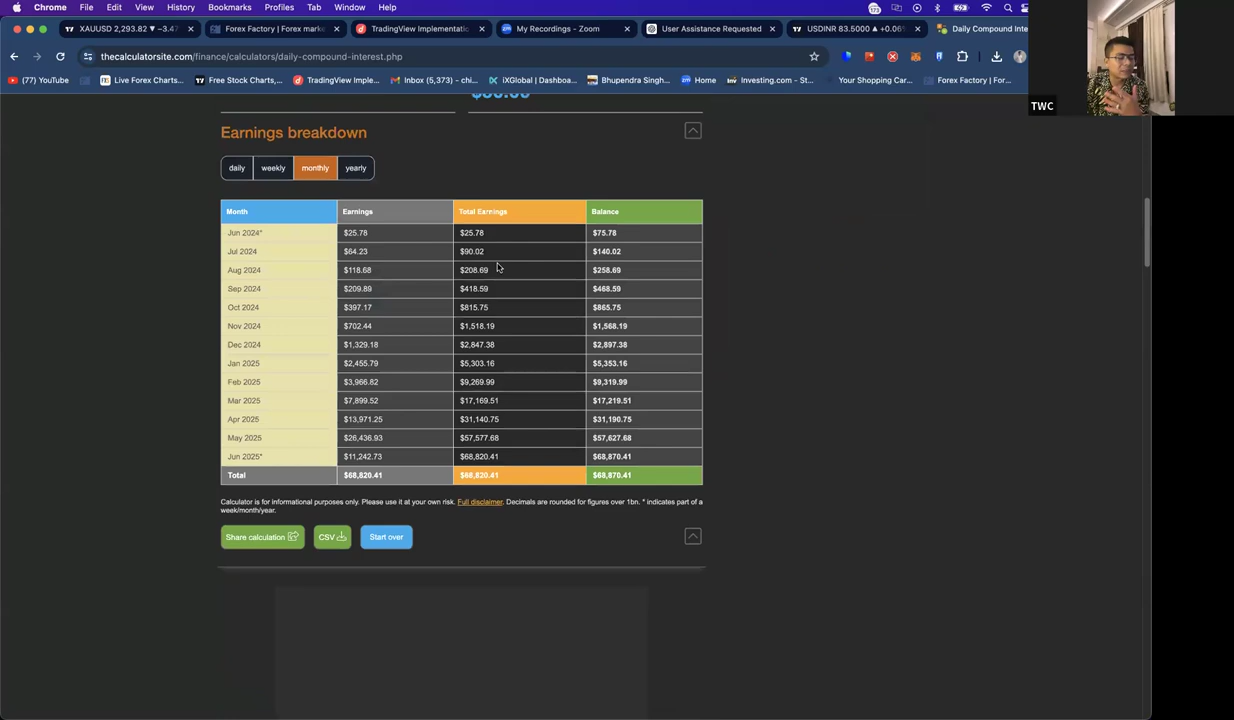 Chrome File Edit View History Bookmarks Profiles Tab Window Help
173
XAUUSD 2,293.82 ▼ −3.47
Forex Factory | Forex mark
TradingView Implementatio
My Recordings - Zoom
User Assistance Requested
USDINR 83.5000 ▲ +0.06%
Daily Compound Inte
thecalculatorsite.com/finance/calculators/daily-compound-interest.php
(77) YouTube
Live Forex Charts...
Free Stock Charts,...
TradingView Imple...
Inbox (5,373) - chi...
iXGlobal | Dashboa...
Bhupendra Singh...
Home
Investing.com - St...
Your Shopping Car...
Forex Factory | For...
TWC
Earnings breakdown
daily weekly monthly yearly
Month Earnings Total Earnings Balance
Jun 2024* $25.78 $25.78 $75.78
Jul 2024 $64.23 $90.02 $140.02
Aug 2024 $118.68 $208.69 $258.69
Sep 2024 $209.89 $418.59 $468.59
Oct 2024 $397.17 $815.75 $865.75
Nov 2024 $702.44 $1,518.19 $1,568.19
Dec 2024 $1,329.18 $2,847.38 $2,897.38
Jan 2025 $2,455.79 $5,303.16 $5,353.16
Feb 2025 $3,966.82 $9,269.99 $9,319.99
Mar 2025 $7,899.52 $17,169.51 $17,219.51
Apr 2025 $13,971.25 $31,140.75 $31,190.75
May 2025 $26,436.93 $57,577.68 $57,627.68
Jun 2025* $11,242.73 $68,820.41 $68,870.41
Total $68,820.41 $68,820.41 $68,870.41
Calculator is for informational purposes only. Please use it at your own risk. Full disclaimer. Decimals are rounded for figures over 1bn. * indicates part of a
week/month/year.
Share calculation CSV Start over